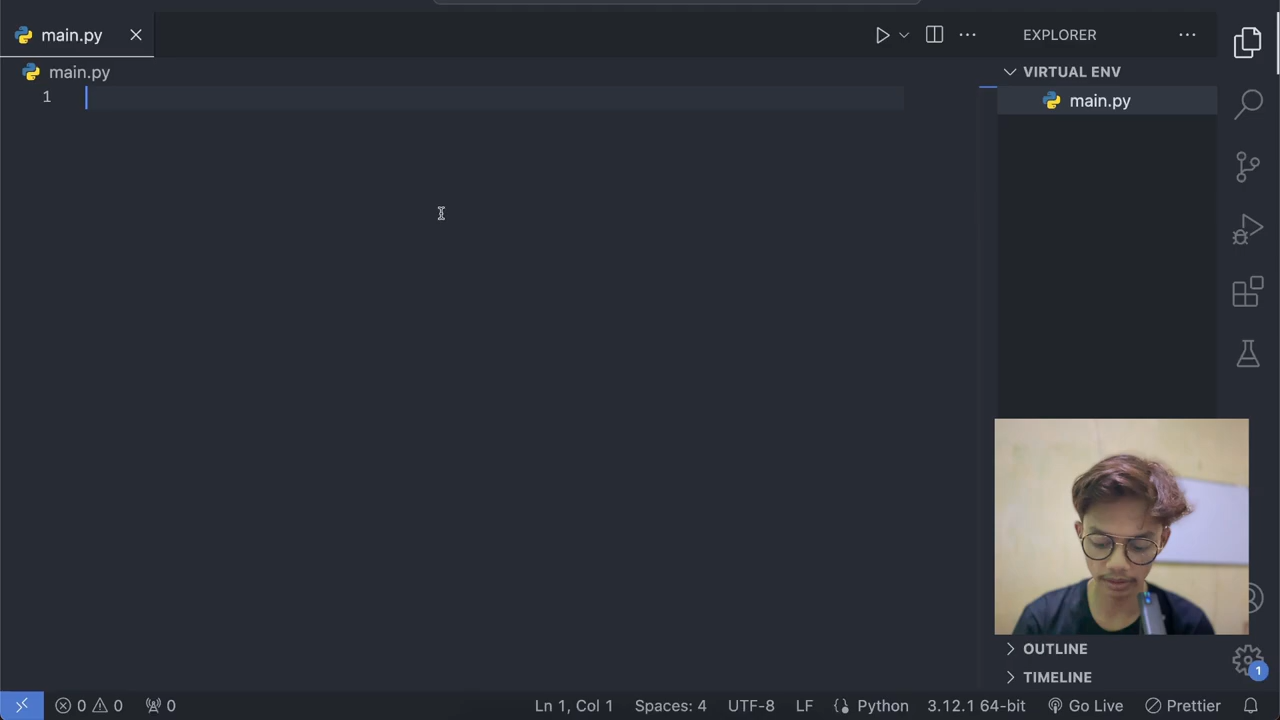 main.py
EXPLORER
main.py
VIRTUAL ENV
1
main.py
OUTLINE
TIMELINE
1
0 0 0
Ln 1, Col 1 Spaces: 4 UTF-8 LF Python 3.12.1 64-bit Go Live Prettier